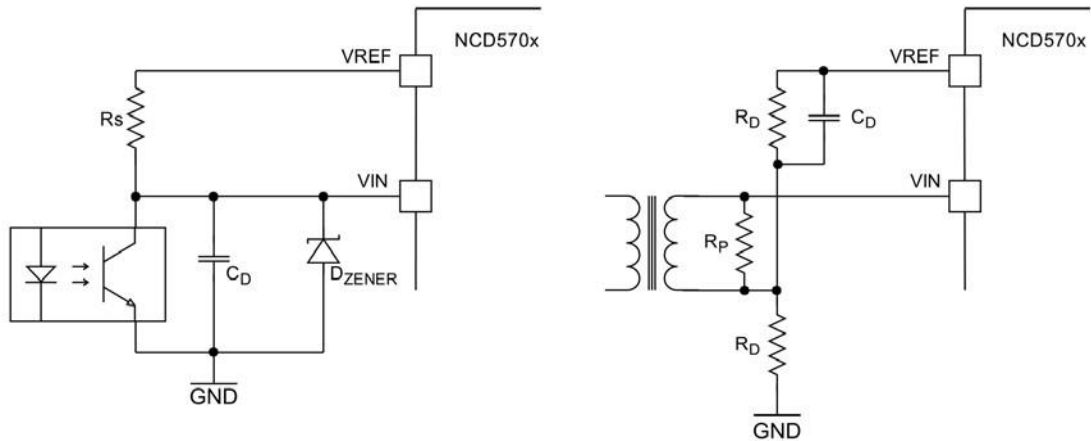 NCD570x
VREF
Rs
VIN
CD
DZENER
GND
NCD570x
VREF
RD
CD
VIN
RP
RD
GND